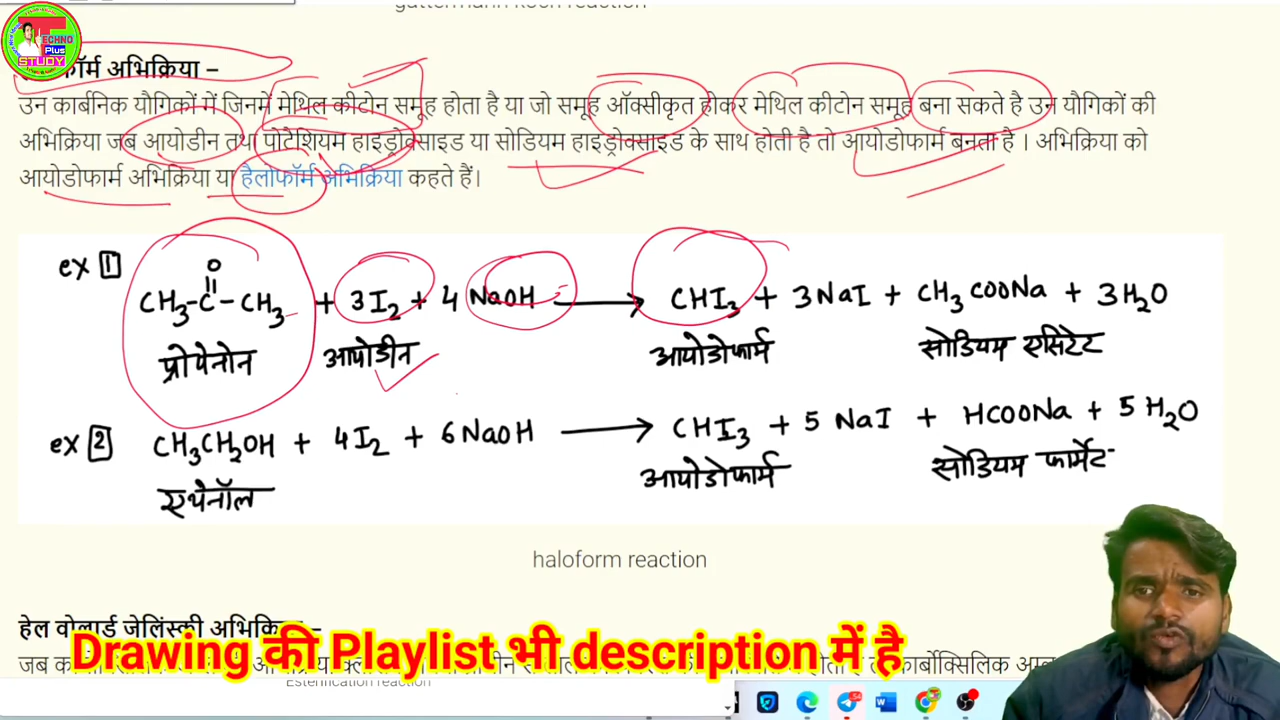 gattermann koch reaction
TECHNO
Plus
STUDY
फॉर्म अभिक्रिया –
उन कार्बनिक यौगिकों में जिनमें मेथिल कीटोन समूह होता है या जो समूह ऑक्सीकृत होकर मेथिल कीटोन समूह बना सकते है उन यौगिकों की
अभिक्रिया जब आयोडीन तथा पोटैशियम हाइड्रोक्साइड या सोडियम हाइड्रोक्साइड के साथ होती है तो आयोडोफार्म बनता है । अभिक्रिया को
आयोडोफार्म अभिक्रिया या हैलोफॉर्म अभिक्रिया कहते हैं।
ex 1 CH₃-C(=O)-CH₃ + 3I₂ + 4 NaOH ⟶ CHI₃ + 3NaI + CH₃COONa + 3H₂O
प्रोपेनोन आयोडीन आयोडोफार्म सोडियम एसिटेट
ex 2 CH₃CH₂OH + 4I₂ + 6NaOH ⟶ CHI₃ + 5 NaI + HCOONa + 5H₂O
एथेनॉल आयोडोफार्म सोडियम फार्मेट
haloform reaction
हेल वोलार्ड जेलिंस्की अभिक्रिया –
Drawing की Playlist भी description में है
Esterification reaction